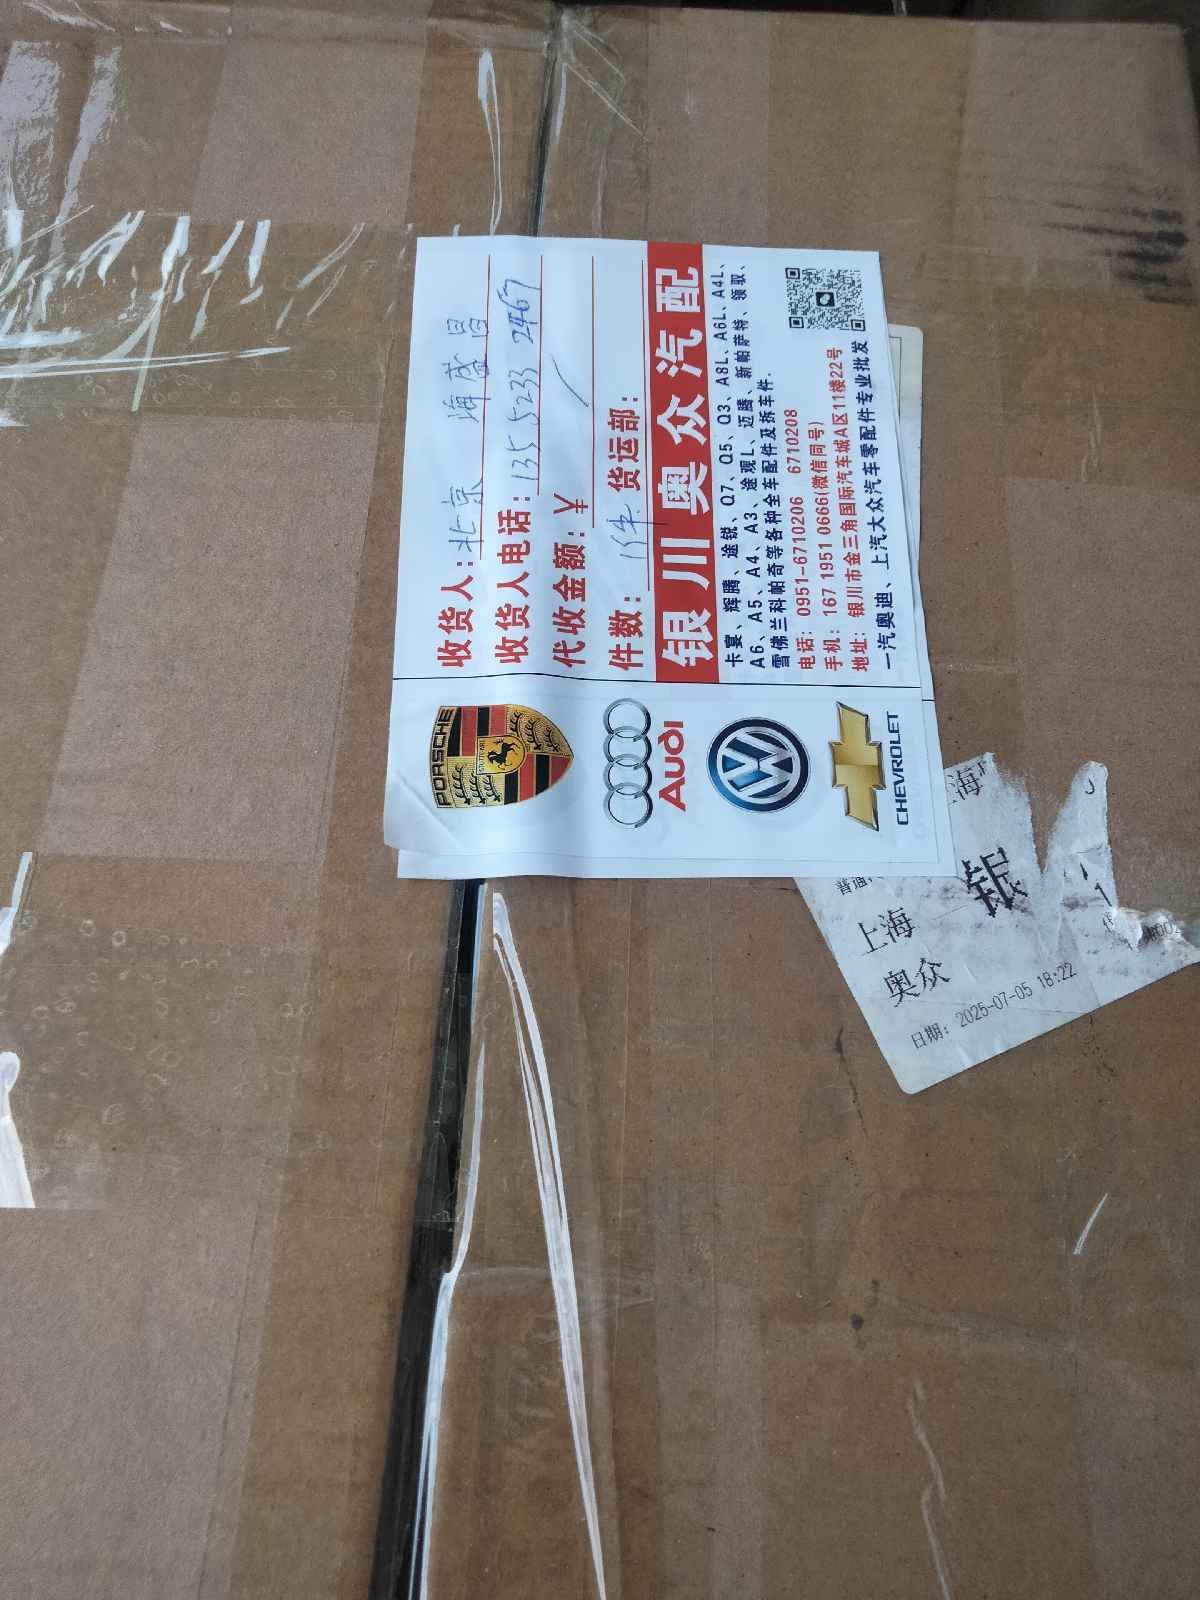 收货人：北京 海盛昌
收货人电话：135 5233 2467
代收金额：¥
件数：1件 货运部：
银川奥众汽配
卡宴、辉腾、途锐、Q7、Q5、Q3、A8L、A6L、A4L、
A6、A5、A4、A3、途观L、迈腾、新帕萨特、领驭、
雪佛兰科帕奇等各种全车配件及拆车件.
电话：0951-6710206 6710208
手机：167 1951 0666(微信同号)
地址：银川市金三角国际汽车城A区11楼22号
一汽奥迪、上汽大众汽车零配件专业批发
PORSCHE
AUDI
CHEVROLET
普通
上海
银
奥众
日期：2025-07-05 18:22